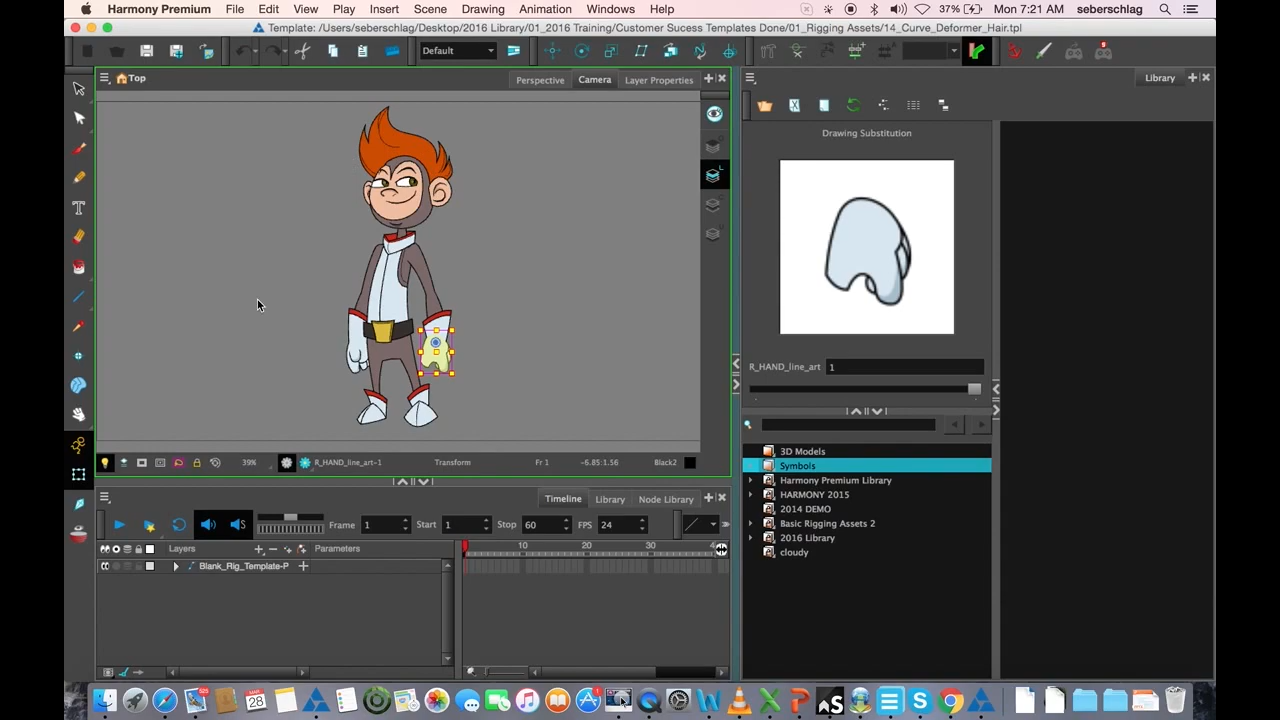 Harmony Premium File Edit View Play Insert Scene Drawing Animation Windows Help 37% Mon 7:21 AM seberschlag
Template: /Users/seberschlag/Desktop/2016 Library/01_2016 Training/Customer Sucess Templates Done/01_Rigging Assets/14_Curve_Deformer_Hair.tpl
Default
Top Perspective Camera Layer Properties
Library
Drawing Substitution
R_HAND_line_art 1
3D Models
Symbols
Harmony Premium Library
HARMONY 2015
2014 DEMO
Basic Rigging Assets 2
2016 Library
cloudy
39% R_HAND_line_art-1 Transform Fr 1 -6.85:1.56 Black2
Timeline Library Node Library
Frame 1 Start 1 Stop 60 FPS 24
Layers Parameters 10 20 30
Blank_Rig_Template-P